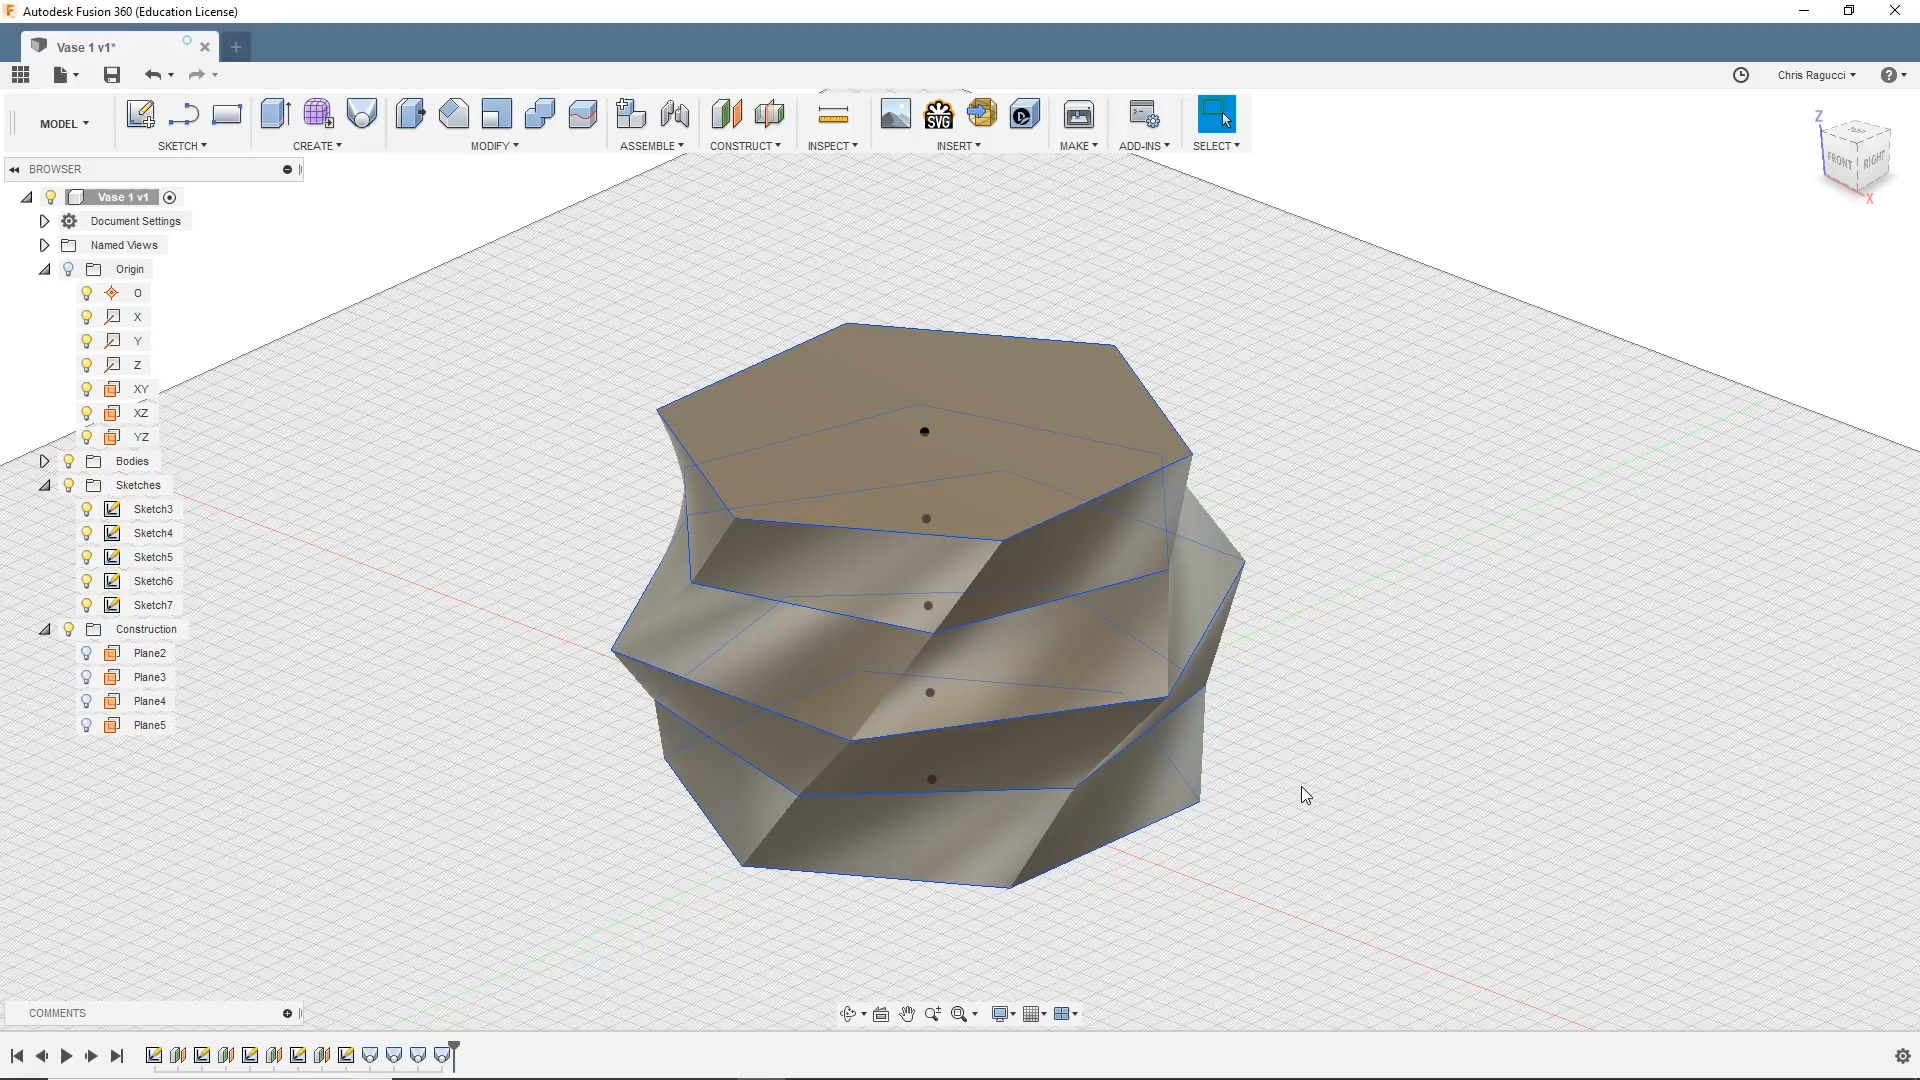 Autodesk Fusion 360 (Education License)
Vase 1 v1*
Chris Ragucci
MODEL
SKETCH
CREATE
MODIFY
ASSEMBLE
CONSTRUCT
INSPECT
SVG
INSERT
MAKE
ADD-INS
SELECT
Z
TOP
FRONT
RIGHT
X
BROWSER
Vase 1 v1
Document Settings
Named Views
Origin
O
X
Y
Z
XY
XZ
YZ
Bodies
Sketches
Sketch3
Sketch4
Sketch5
Sketch6
Sketch7
Construction
Plane2
Plane3
Plane4
Plane5
COMMENTS